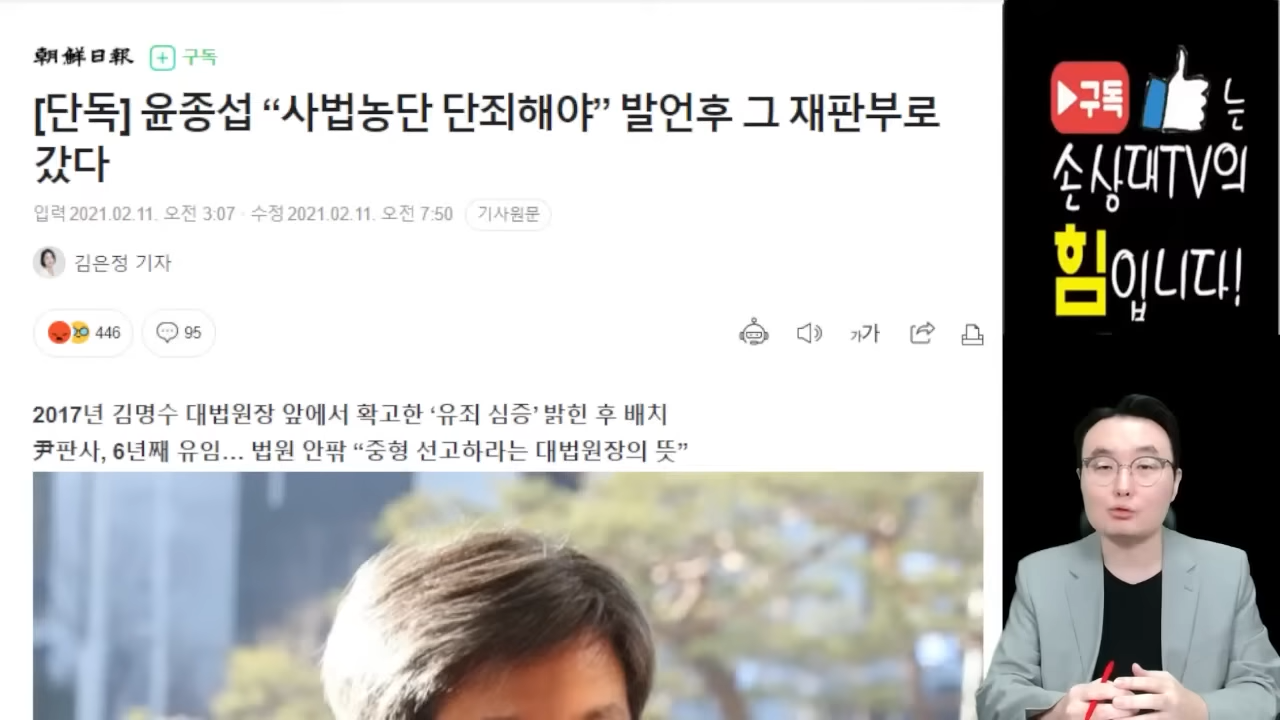 朝鮮日報 구독
[단독] 윤종섭 “사법농단 단죄해야” 발언후 그 재판부로
갔다
입력 2021.02.11. 오전 3:07 · 수정 2021.02.11. 오전 7:50 기사원문
김은정 기자
446 95
가가
2017년 김명수 대법원장 앞에서 확고한 ‘유죄 심증’ 밝힌 후 배치
尹판사, 6년째 유임… 법원 안팎 “중형 선고하라는 대법원장의 뜻”
구독 는
손상대TV의
힘입니다!